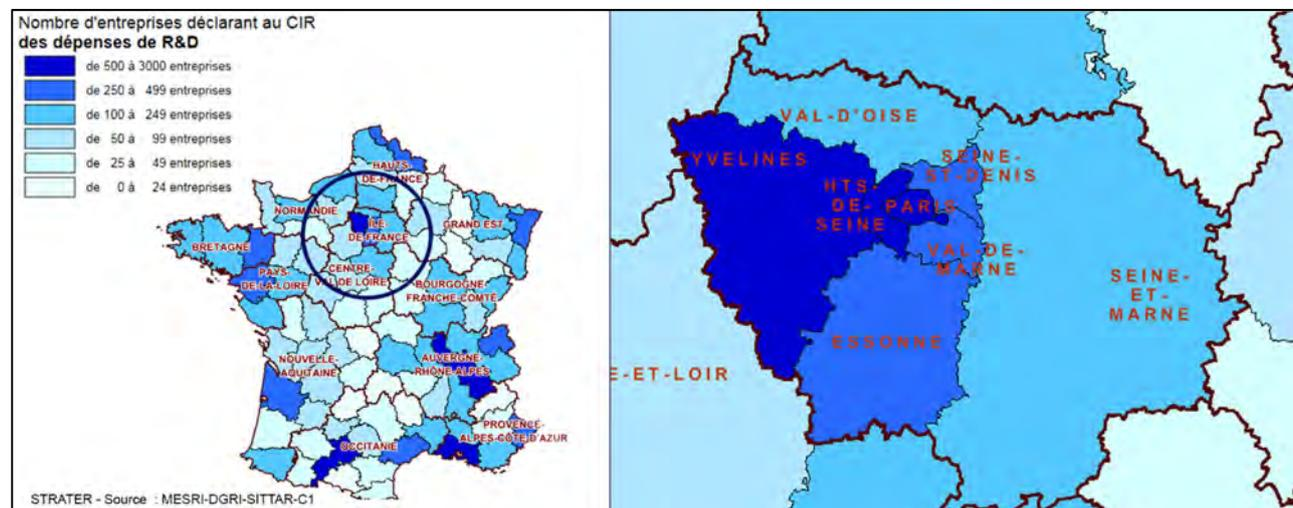 Nombre d'entreprises déclarant au CIR
des dépenses de R&D
de 500 à 3000 entreprises
de 250 à 499 entreprises
de 100 à 249 entreprises
de 50 à 99 entreprises
de 25 à 49 entreprises
de 0 à 24 entreprises
HAUTS-
DE-FRANCE
NORMANDIE
ILE-
DE-FRANCE
GRAND EST
BRETAGNE
PAYS-
DE-LA-LOIRE
CENTRE-
VAL DE LOIRE
BOURGOGNE-
FRANCHE-COMTÉ
NOUVELLE-
AQUITAINE
AUVERGNE-
RHÔNE-ALPES
OCCITANIE
PROVENCE-
ALPES-CÔTE-D'AZUR
STRATER - Source : MESRI-DGRI-SITTAR-C1
VAL-D'OISE
YVELINES
SEINE-
ST-DENIS
HTS-
DE-
SEINE
PARIS
VAL-DE-
MARNE
SEINE-
ET-
MARNE
ESSONNE
E-ET-LOIR